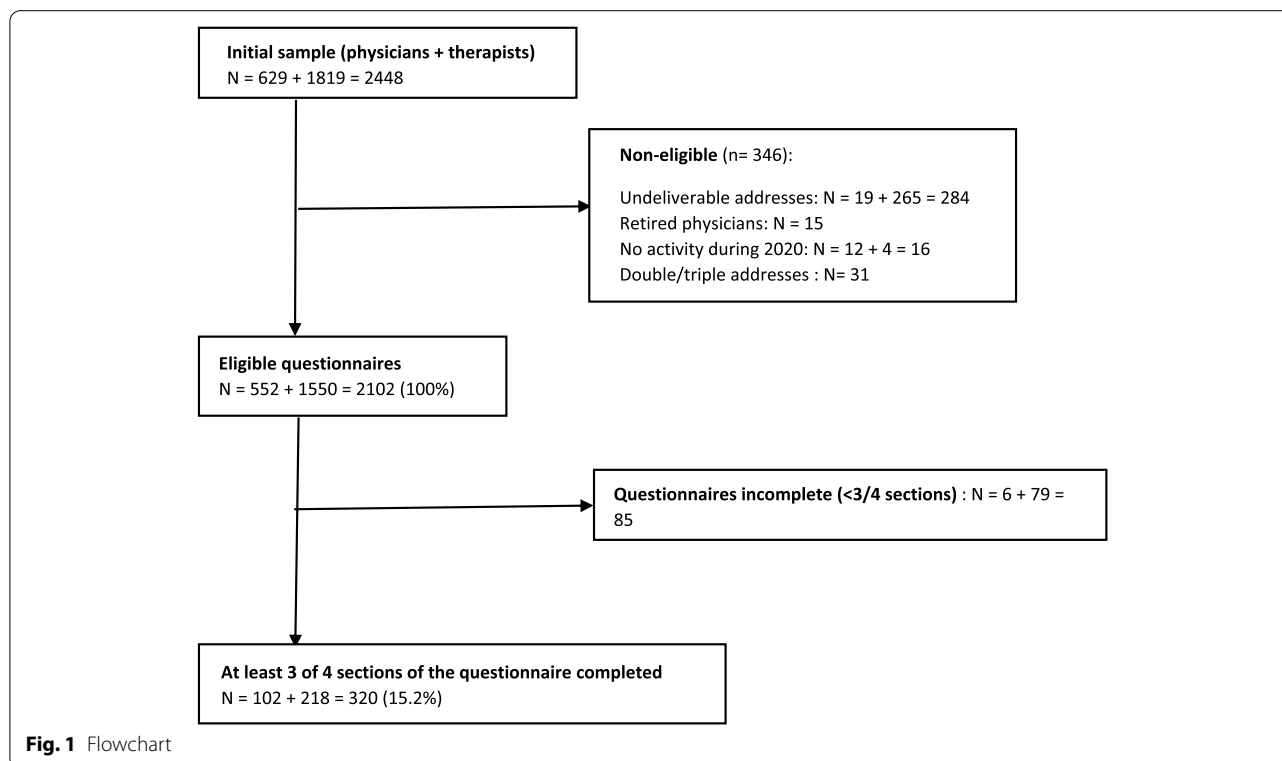 Initial sample (physicians + therapists)
N = 629 + 1819 = 2448
Non-eligible (n= 346):
Undeliverable addresses: N = 19 + 265 = 284
Retired physicians: N = 15
No activity during 2020: N = 12 + 4 = 16
Double/triple addresses : N= 31
Eligible questionnaires
N = 552 + 1550 = 2102 (100%)
Questionnaires incomplete (<3/4 sections) : N = 6 + 79 =
85
At least 3 of 4 sections of the questionnaire completed
N = 102 + 218 = 320 (15.2%)
Fig. 1 Flowchart